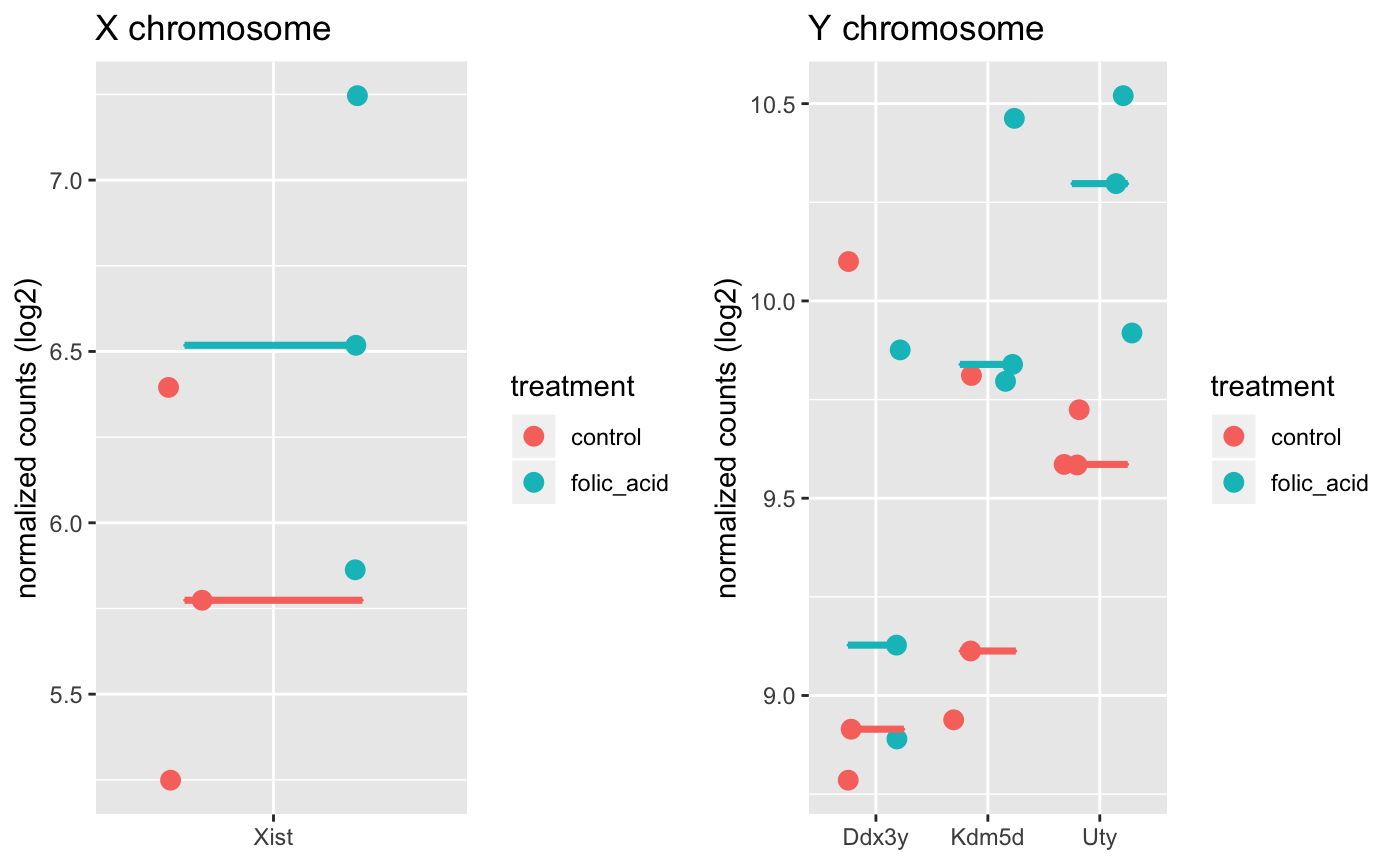 X chromosome
normalized counts (log2)
7.0
6.5
6.0
5.5
Xist
treatment
control
folic_acid
Y chromosome
normalized counts (log2)
10.5
10.0
9.5
9.0
Ddx3y Kdm5d Uty
treatment
control
folic_acid